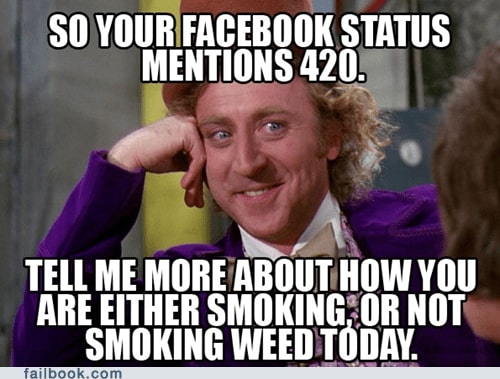 SO YOUR FACEBOOK STATUS
MENTIONS 420.
TELL ME MORE ABOUT HOW YOU
ARE EITHER SMOKING, OR NOT
SMOKING WEED TODAY.
failbook.com